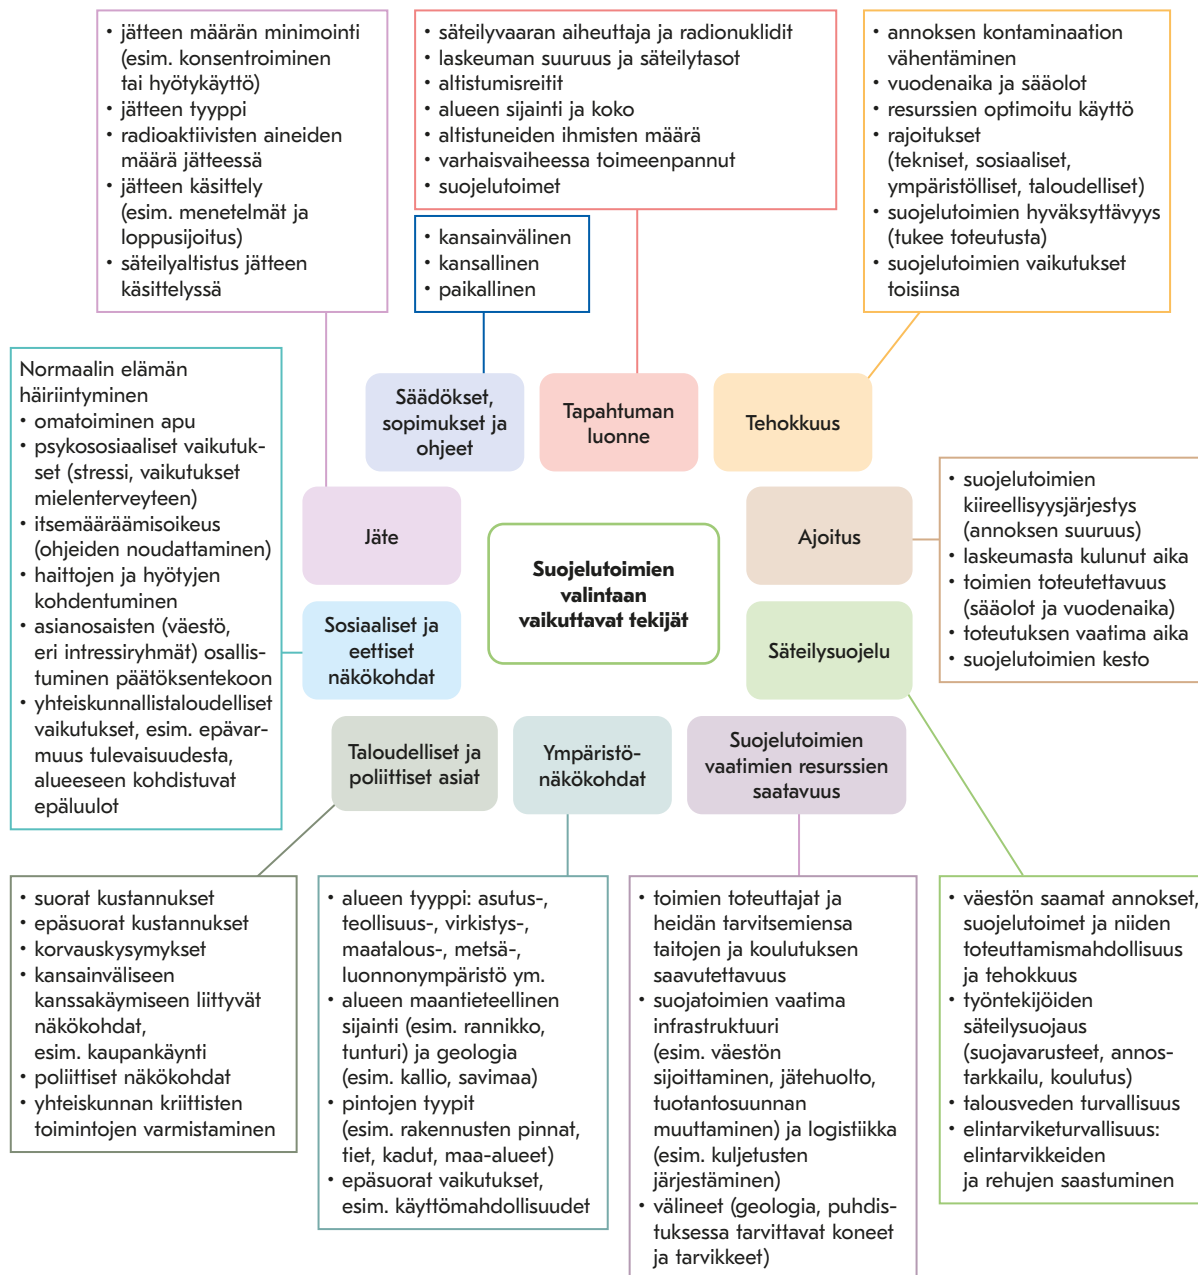 • jätteen määrän minimointi
(esim. konsentroiminen
tai hyötykäyttö)
• jätteen tyyppi
• radioaktiivisten aineiden
määrä jätteessä
• jätteen käsittely
(esim. menetelmät ja
loppusijoitus)
• säteilyaltistus jätteen
käsittelyssä
• säteilyvaaran aiheuttaja ja radionuklidit
• laskeuman suuruus ja säteilytasot
• altistumisreitit
• alueen sijainti ja koko
• altistuneiden ihmisten määrä
• varhaisvaiheessa toimeenpannut
• suojelutoimet
• kansainvälinen
• kansallinen
• paikallinen
• annoksen kontaminaation
vähentäminen
• vuodenaika ja sääolot
• resurssien optimoitu käyttö
• rajoitukset
(tekniset, sosiaaliset,
ympäristölliset, taloudelliset)
• suojelutoimien hyväksyttävyys
(tukee toteutusta)
• suojelutoimien vaikutukset
toisiinsa
Normaalin elämän
häiriintyminen
• omatoiminen apu
• psykososiaaliset vaikutuk-
set (stressi, vaikutukset
mielenterveyteen)
• itsemääräämisoikeus
(ohjeiden noudattaminen)
• haittojen ja hyötyjen
kohdentuminen
• asianosaisten (väestö,
eri intressiryhmät) osallis-
tuminen päätöksentekoon
• yhteiskunnallistaloudelliset
vaikutukset, esim. epävar-
muus tulevaisuudesta,
alueeseen kohdistuvat
epäluulot
Säädökset,
sopimukset ja
ohjeet
Tapahtuman
luonne
Tehokkuus
Jäte
Ajoitus
Suojelutoimien
valintaan
vaikuttavat tekijät
Sosiaaliset ja
eettiset
näkökohdat
Säteilysuojelu
Taloudelliset ja
poliittiset asiat
Ympäristö-
näkökohdat
Suojelutoimien
vaatimien resurssien
saatavuus
• suojelutoimien
kiireellisyysjärjestys
(annoksen suuruus)
• laskeumasta kulunut aika
• toimien toteutettavuus
(sääolot ja vuodenaika)
• toteutuksen vaatima aika
• suojelutoimien kesto
• suorat kustannukset
• epäsuorat kustannukset
• korvauskysymykset
• kansainväliseen
kanssakäymiseen liittyvät
näkökohdat,
esim. kaupankäynti
• poliittiset näkökohdat
• yhteiskunnan kriittisten
toimintojen varmistaminen
• alueen tyyppi: asutus-,
teollisuus-, virkistys-,
maatalous-, metsä-,
luonnonympäristö ym.
• alueen maantieteellinen
sijainti (esim. rannikko,
tunturi) ja geologia
(esim. kallio, savimaa)
• pintojen tyypit
(esim. rakennusten pinnat,
tiet, kadut, maa-alueet)
• epäsuorat vaikutukset,
esim. käyttömahdollisuudet
• toimien toteuttajat ja
heidän tarvitsemiensa
taitojen ja koulutuksen
saavutettavuus
• suojatoimien vaatima
infrastruktuuri
(esim. väestön
sijoittaminen, jätehuolto,
tuotantosuunnan
muuttaminen) ja logistiikka
(esim. kuljetusten
järjestäminen)
• välineet (geologia, puhdis-
tuksessa tarvittavat koneet
ja tarvikkeet)
• väestön saamat annokset,
suojelutoimet ja niiden
toteuttamismahdollisuus
ja tehokkuus
• työntekijöiden
säteilysuojaus
(suojavarusteet, annos-
tarkkailu, koulutus)
• talousveden turvallisuus
• elintarviketurvallisuus:
elintarvikkeiden
ja rehujen saastuminen